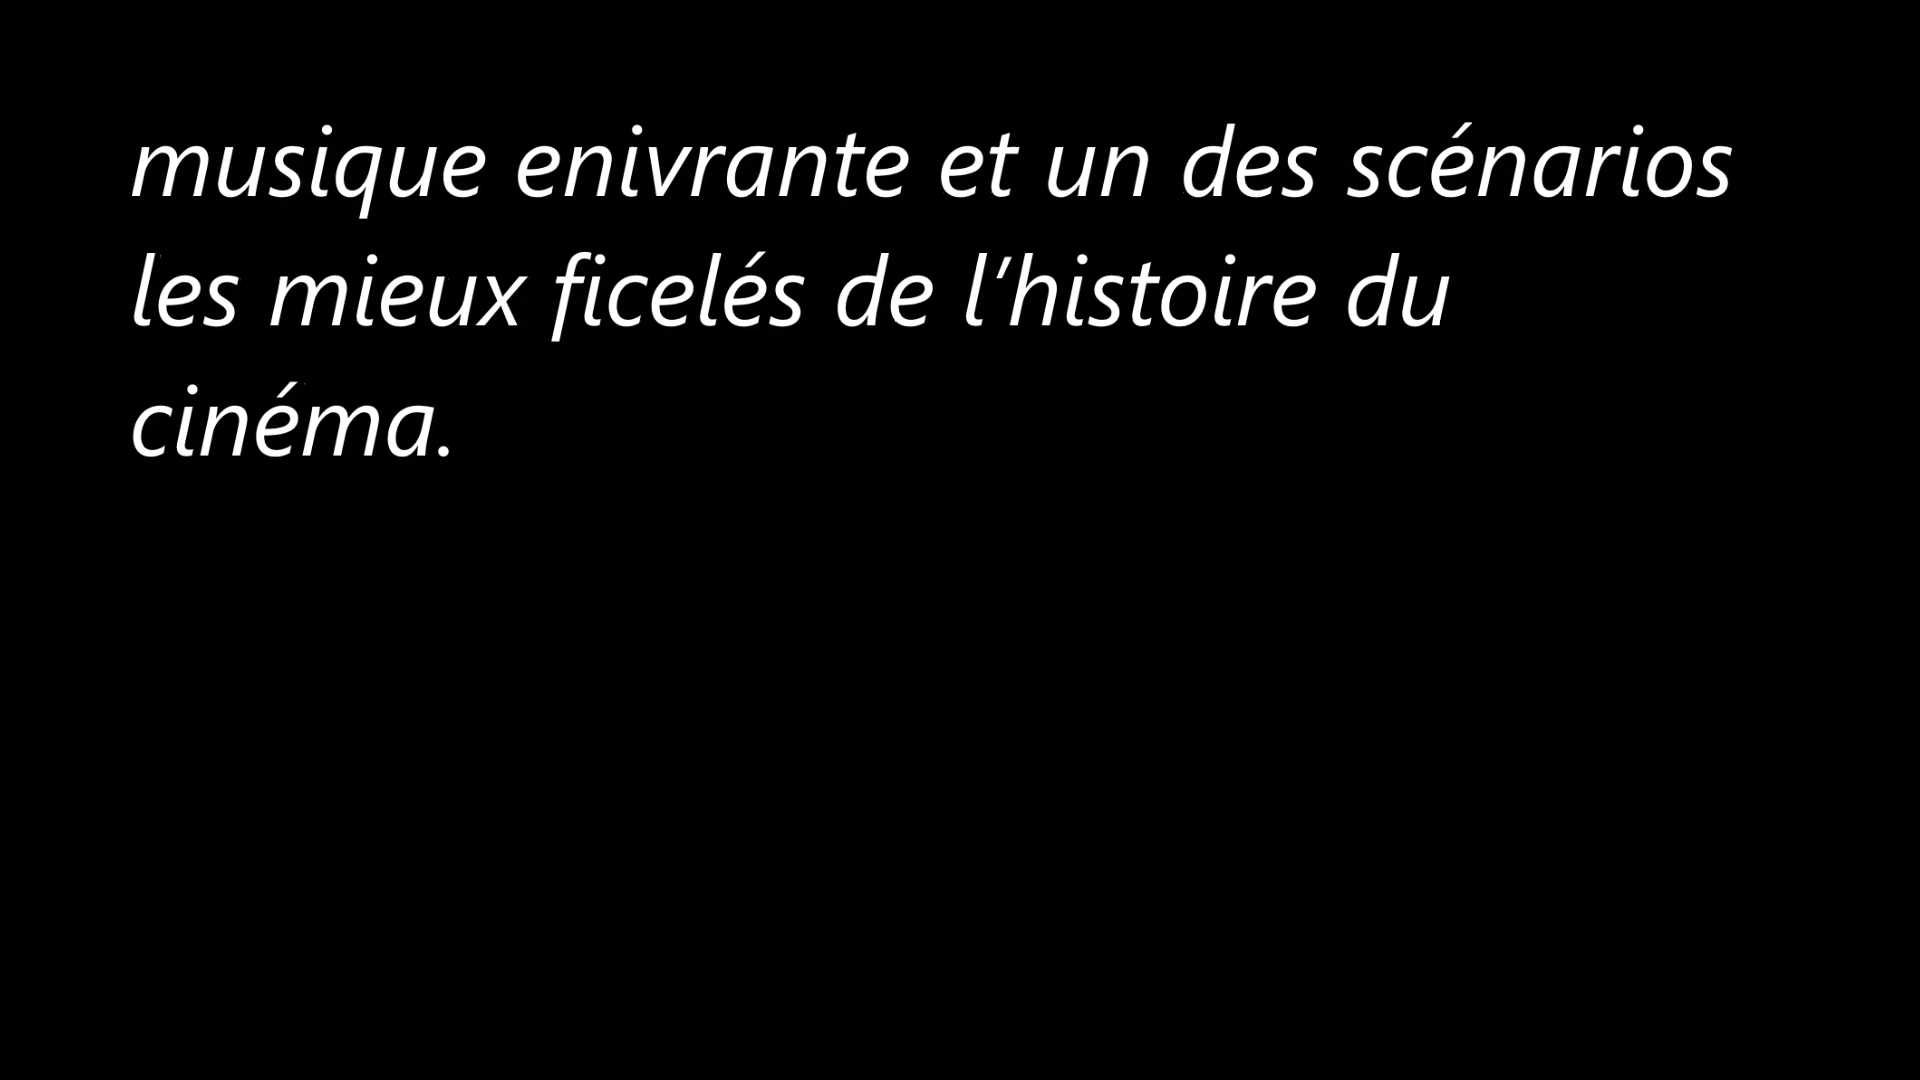 musique enivrante et un des scénarios
les mieux ficelés de l’histoire du
cinéma.